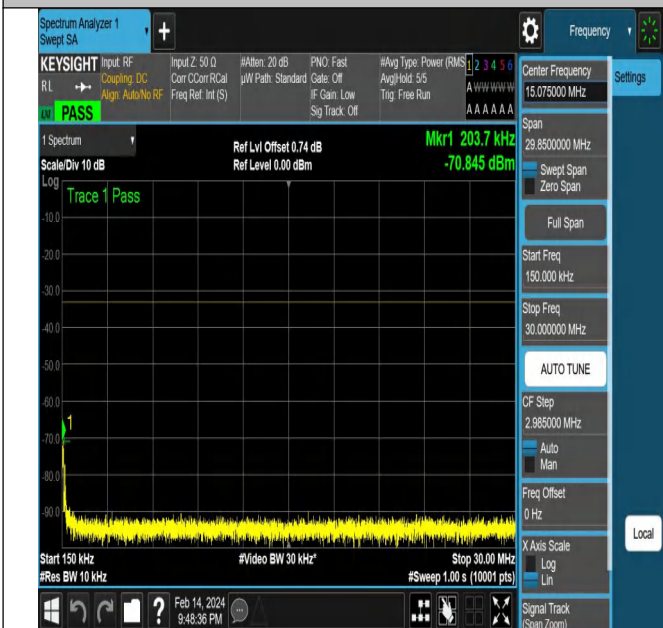 Spectrum Analyzer 1
Swept SA
Frequency
KEYSIGHT
Input: RF
Input Z: 50 Ω
#Atten: 20 dB
PNO: Fast
#Avg Type: Power (RMS
1 2 3 4 5 6
R L
Coupling: DC
Corr CCorr RCal
µW Path: Standard
Gate: Off
Avg|Hold: 5/5
A W W W W W
Align: Auto/No RF
Freq Ref: Int (S)
IF Gain: Low
Trig: Free Run
LXI
PASS
Sig Track: Off
A A A A A A
1 Spectrum
Ref Lvl Offset 0.74 dB
Mkr1 203.7 kHz
Scale/Div 10 dB
Ref Level 0.00 dBm
-70.845 dBm
Log
Trace 1 Pass
-10.0
-20.0
-30.0
-40.0
-50.0
-60.0
1
-70.0
-80.0
-90.0
Start 150 kHz
#Video BW 30 kHz*
Stop 30.00 MHz
#Res BW 10 kHz
#Sweep 1.00 s (10001 pts)
?
Feb 14, 2024
9:48:36 PM
Center Frequency
15.075000 MHz
Settings
Span
29.8500000 MHz
Swept Span
Zero Span
Full Span
Start Freq
150.000 kHz
Stop Freq
30.000000 MHz
AUTO TUNE
CF Step
2.985000 MHz
Auto
Man
Freq Offset
0 Hz
Local
X Axis Scale
Log
Lin
Signal Track
(Span Zoom)